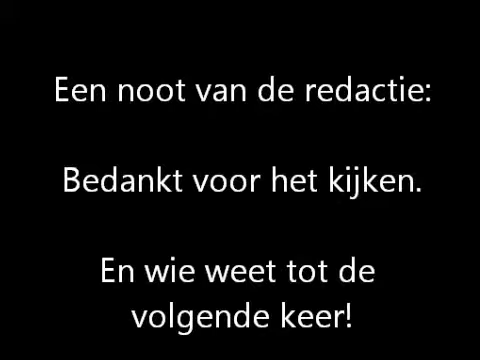 Een noot van de redactie:
Bedankt voor het kijken.
En wie weet tot de
volgende keer!